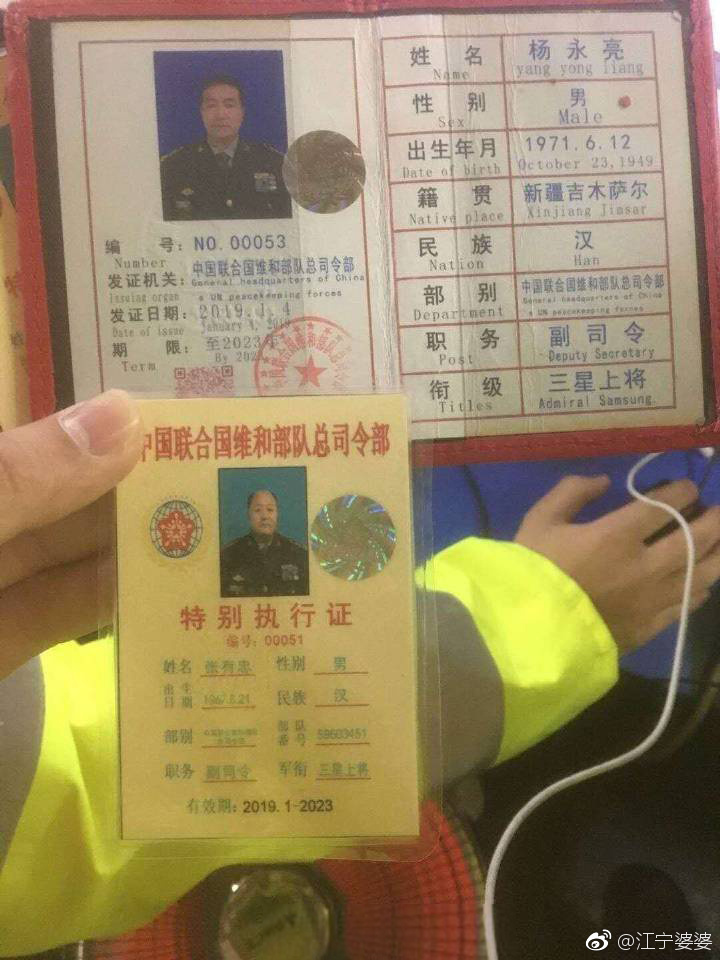 编 号: NO. 00053
Number
发证机关: 中国联合国维和部队总司令部
issuing organ General headquarters of China
s UN peacekeeping forces
发证日期: 2019.1.4
Date of issue January 4, 2019
期 限: 至2023年
Term By 202
姓 名 杨永亮
Name yang yong liang
性 别 男
Sex Male
出生年月 1971.6.12
Date of birth October 23,1949
籍 贯 新疆吉木萨尔
Native place Xinjiang Jimsar
民 族 汉
Nation Han
部 别 中国联合国维和部队总司令部
Department General headquarters of China
s UN peacekeeping forces
职 务 副司令
Post Deputy Secretary
衔 级 三星上将
Titles Admiral Samsung.
中国联合国维和部队总司令部
特别执行证
编号: 00051
姓名 张有忠 性别 男
出生日期 1967.8.21 民族 汉
部别 部队番号 59603451
职务 副司令 军衔 三星上将
有效期: 2019.1-2023
@江宁婆婆